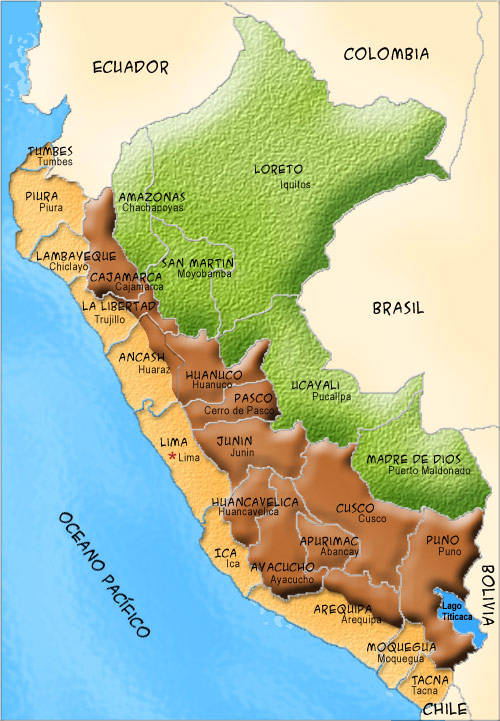 COLOMBIA
ECUADOR
TUMBES
Tumbes
LORETO
Iquitos
PIURA
Piura
AMAZONAS
Chachapoyas
LAMBAYEQUE
Chiclayo
SAN MARTIN
Moyobamba
CAJAMARCA
Cajamarca
BRASIL
LA LIBERTAD
Trujillo
ANCASH
Huaraz
HUANUCO
Huanuco
UCAYALI
Pucallpa
PASCO
Cerro de Pasco
LIMA
* Lima
JUNIN
Junin
MADRE DE DIOS
Puerto Maldonado
HUANCAVELICA
Huancavelica
CUSCO
Cusco
OCEANO PACÍFICO
APURIMAC
Abancay
PUNO
Puno
ICA
Ica
AYACUCHO
Ayacucho
BOLIVIA
Lago
Titicaca
AREQUIPA
Arequipa
MOQUEGUA
Moquegua
TACNA
Tacna
CHILE